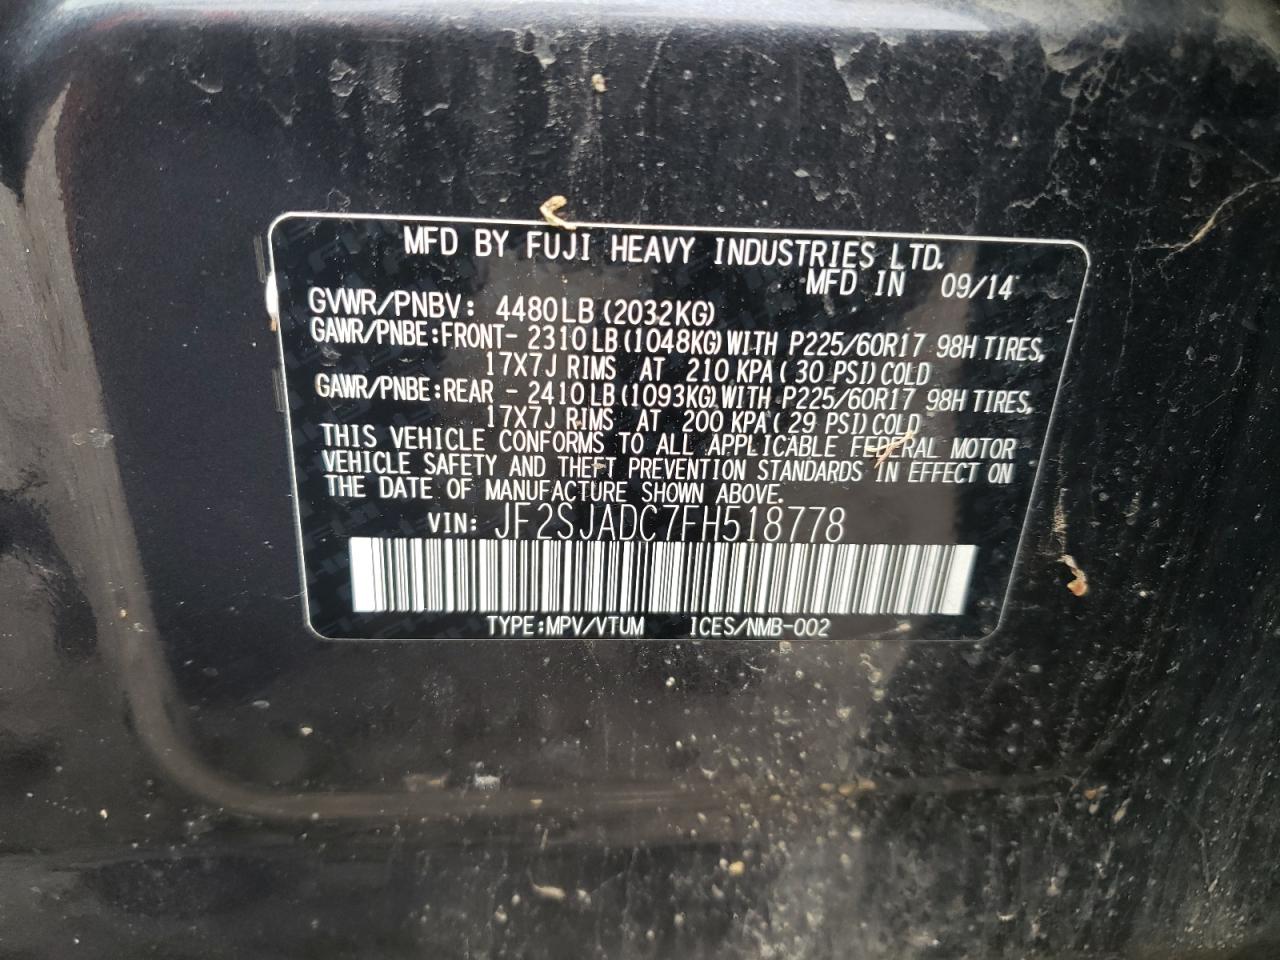 MFD BY FUJI HEAVY INDUSTRIES LTD.
MFD IN 09/14
GVWR/PNBV: 4480LB (2032KG)
GAWR/PNBE:FRONT- 2310LB (1048KG) WITH P225/60R17 98H TIRES,
17X7J RIMS AT 210 KPA ( 30 PSI) COLD
GAWR/PNBE:REAR - 2410LB (1093KG) WITH P225/60R17 98H TIRES,
17X7J RIMS AT 200 KPA ( 29 PSI) COLD
THIS VEHICLE CONFORMS TO ALL APPLICABLE FEDERAL MOTOR
VEHICLE SAFETY AND THEFT PREVENTION STANDARDS IN EFFECT ON
THE DATE OF MANUFACTURE SHOWN ABOVE.
VIN: JF2SJADC7FH518778
TYPE:MPV/VTUM ICES/NMB-002